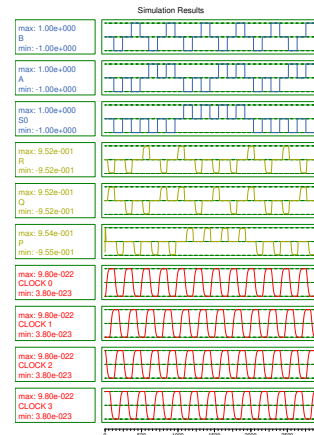 Simulation Results
max: 1.00e+000
B
min: -1.00e+000
max: 1.00e+000
A
min: -1.00e+000
max: 1.00e+000
S0
min: -1.00e+000
max: 9.52e-001
R
min: -9.52e-001
max: 9.52e-001
Q
min: -9.52e-001
max: 9.54e-001
P
min: -9.55e-001
max: 9.80e-022
CLOCK 0
min: 3.80e-023
max: 9.80e-022
CLOCK 1
min: 3.80e-023
max: 9.80e-022
CLOCK 2
min: 3.80e-023
max: 9.80e-022
CLOCK 3
min: 3.80e-023